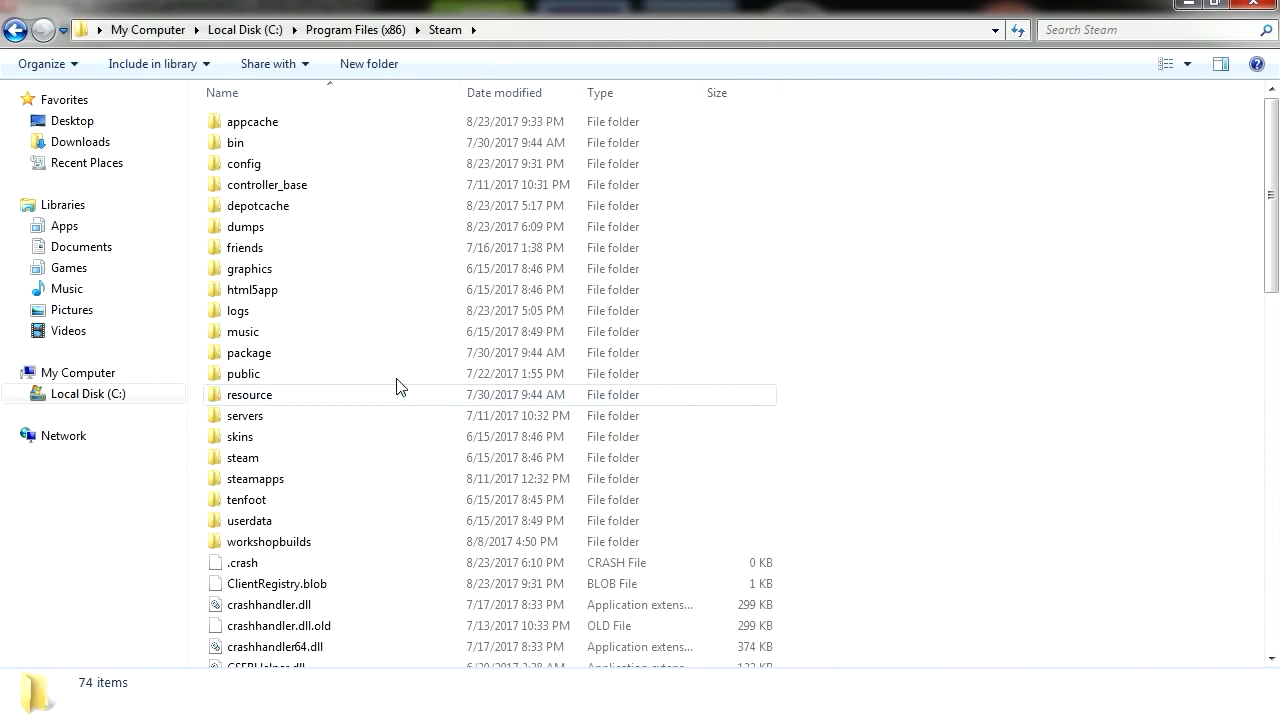 My Computer Local Disk (C:) Program Files (x86) Steam Search Steam
Organize Include in library Share with New folder
Favorites
Desktop
Downloads
Recent Places
Libraries
Apps
Documents
Games
Music
Pictures
Videos
My Computer
Local Disk (C:)
Network
Name Date modified Type Size
appcache 8/23/2017 9:33 PM File folder
bin 7/30/2017 9:44 AM File folder
config 8/23/2017 9:31 PM File folder
controller_base 7/11/2017 10:31 PM File folder
depotcache 8/23/2017 5:17 PM File folder
dumps 8/23/2017 6:09 PM File folder
friends 7/16/2017 1:38 PM File folder
graphics 6/15/2017 8:46 PM File folder
html5app 6/15/2017 8:46 PM File folder
logs 8/23/2017 5:05 PM File folder
music 6/15/2017 8:49 PM File folder
package 7/30/2017 9:44 AM File folder
public 7/22/2017 1:55 PM File folder
resource 7/30/2017 9:44 AM File folder
servers 7/11/2017 10:32 PM File folder
skins 6/15/2017 8:46 PM File folder
steam 6/15/2017 8:46 PM File folder
steamapps 8/11/2017 12:32 PM File folder
tenfoot 6/15/2017 8:45 PM File folder
userdata 6/15/2017 8:49 PM File folder
workshopbuilds 8/8/2017 4:50 PM File folder
.crash 8/23/2017 6:10 PM CRASH File 0 KB
ClientRegistry.blob 8/23/2017 9:31 PM BLOB File 1 KB
crashhandler.dll 7/17/2017 8:33 PM Application extens... 299 KB
crashhandler.dll.old 7/13/2017 10:33 PM OLD File 299 KB
crashhandler64.dll 7/17/2017 8:33 PM Application extens... 374 KB
74 items